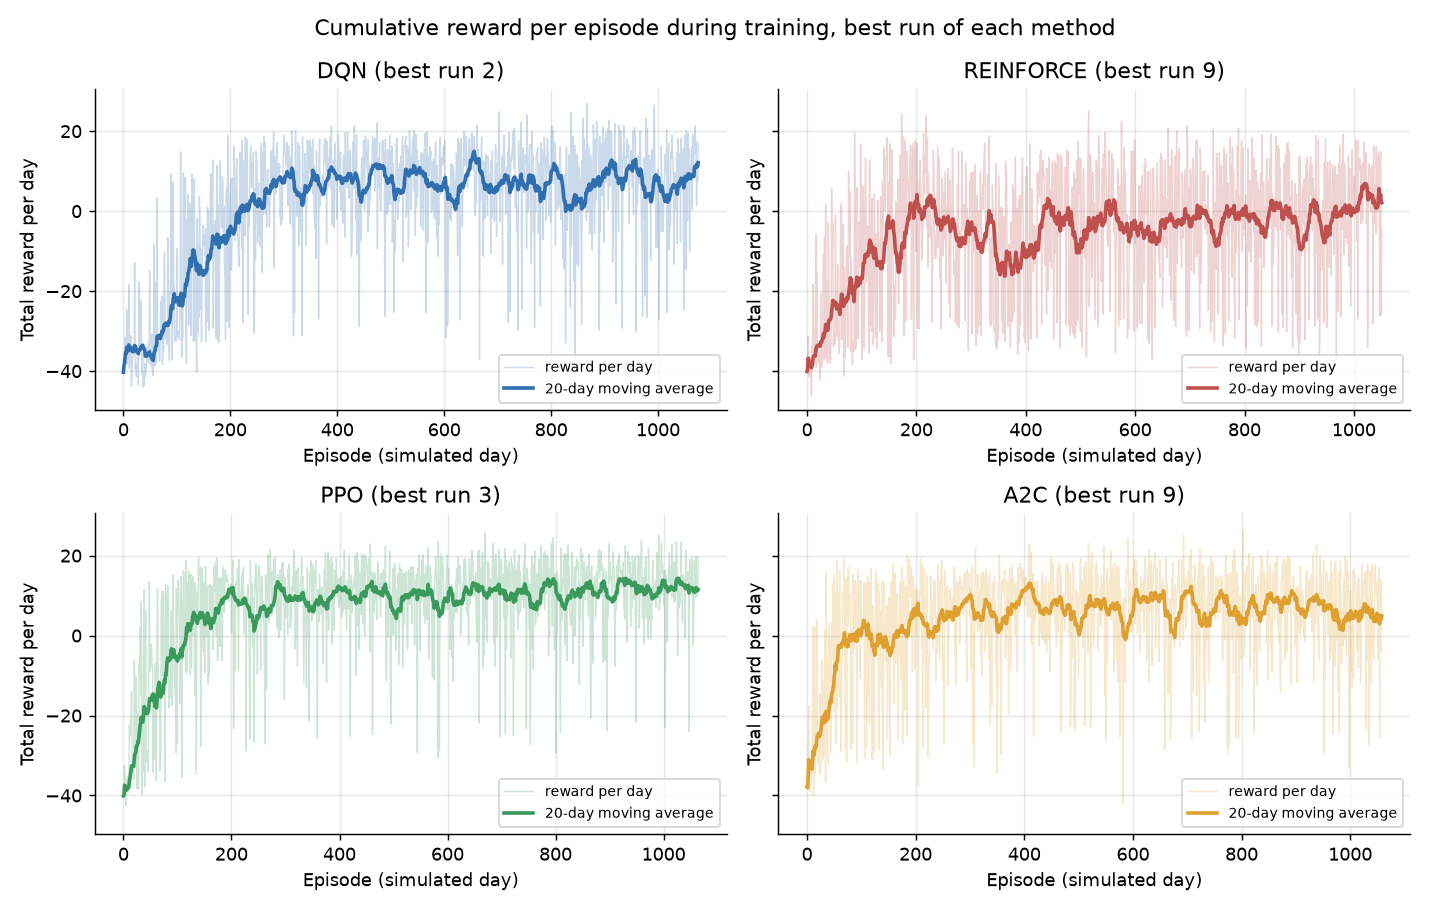 Cumulative reward per episode during training, best run of each method
DQN (best run 2)
Total reward per day
20
0
−20
−40
reward per day
20-day moving average
0 200 400 600 800 1000
Episode (simulated day)
REINFORCE (best run 9)
Total reward per day
reward per day
20-day moving average
0 200 400 600 800 1000
Episode (simulated day)
PPO (best run 3)
Total reward per day
20
0
−20
−40
reward per day
20-day moving average
0 200 400 600 800 1000
Episode (simulated day)
A2C (best run 9)
Total reward per day
reward per day
20-day moving average
0 200 400 600 800 1000
Episode (simulated day)